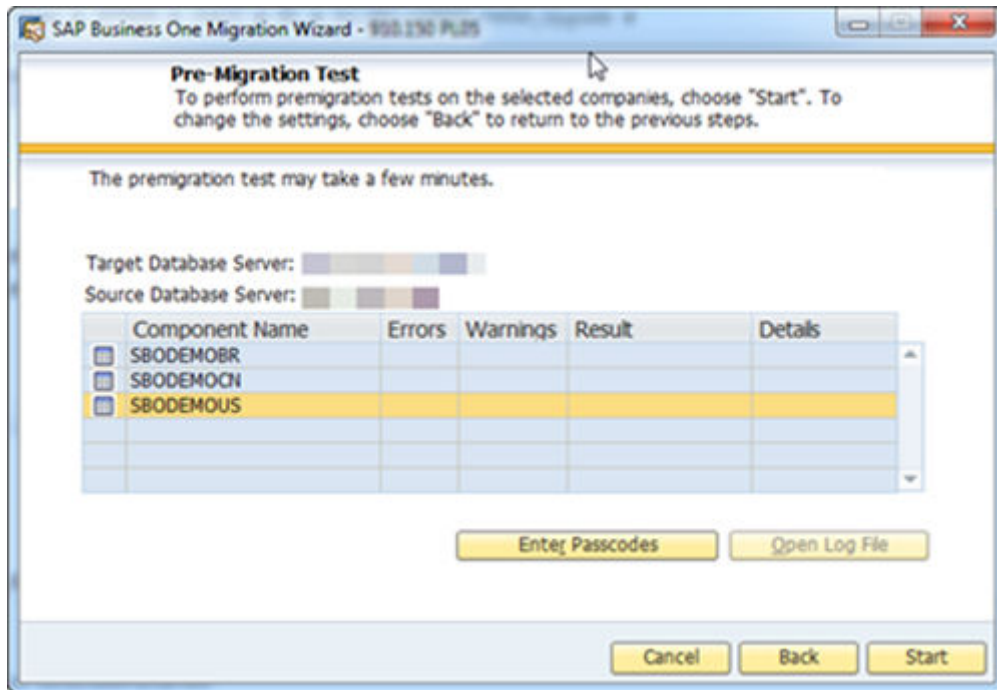 SAP Business One Migration Wizard -
Pre-Migration Test
To perform premigration tests on the selected companies, choose "Start". To
change the settings, choose "Back" to return to the previous steps.
The premigration test may take a few minutes.
Target Database Server:
Source Database Server:
Component Name Errors Warnings Result Details
SBODEMOBR
SBODEMOCN
SBODEMOUS
Enter Passcodes Open Log File
Cancel Back Start